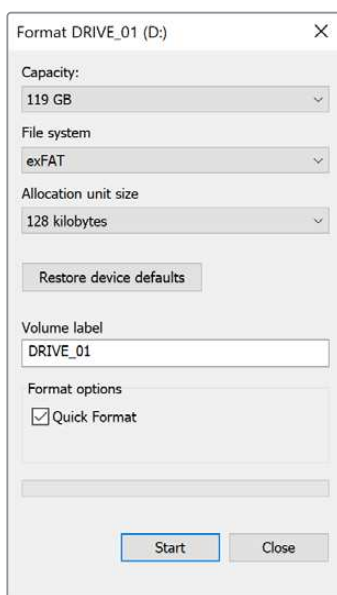 Format DRIVE_01 (D:)
Capacity:
119 GB
File system
exFAT
Allocation unit size
128 kilobytes
Restore device defaults
Volume label
DRIVE_01
Format options
Quick Format
Start
Close